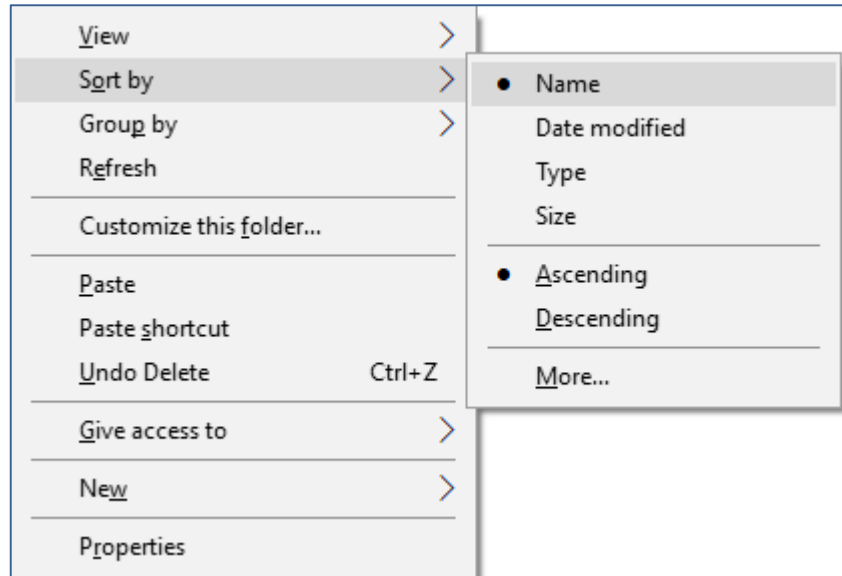 View
Sort by
Group by
Refresh
Customize this folder...
Paste
Paste shortcut
Undo Delete Ctrl+Z
Give access to
New
Properties
Name
Date modified
Type
Size
Ascending
Descending
More...